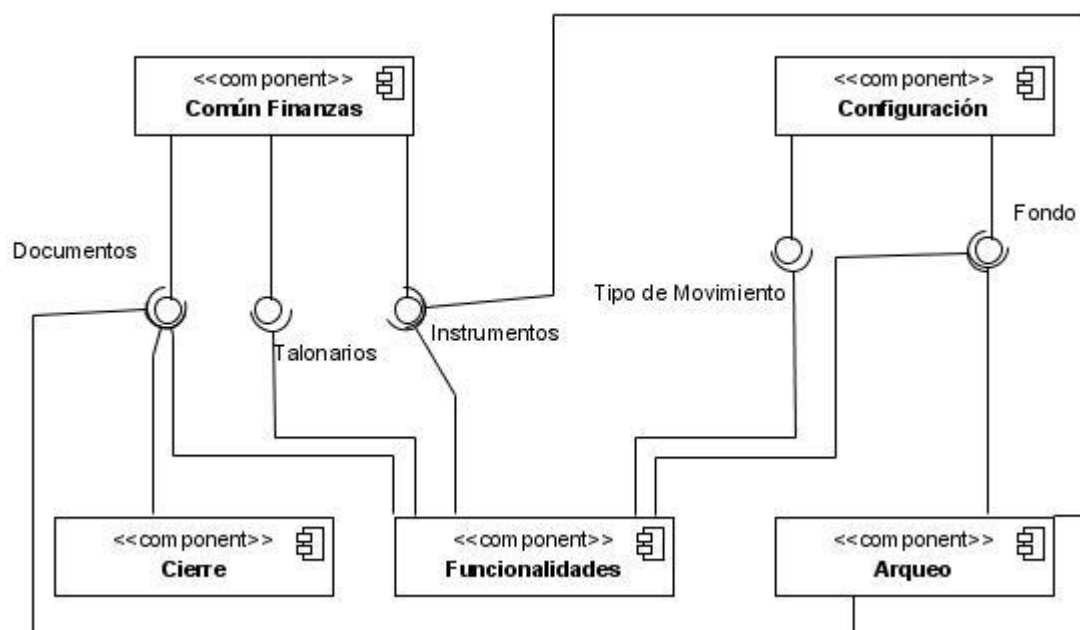 <<component>>
Común Finanzas
<<component>>
Configuración
Fondo
Documentos
Tipo de Movimiento
Instrumentos
Talonarios
<<component>>
Cierre
<<component>>
Funcionalidades
<<component>>
Arqueo